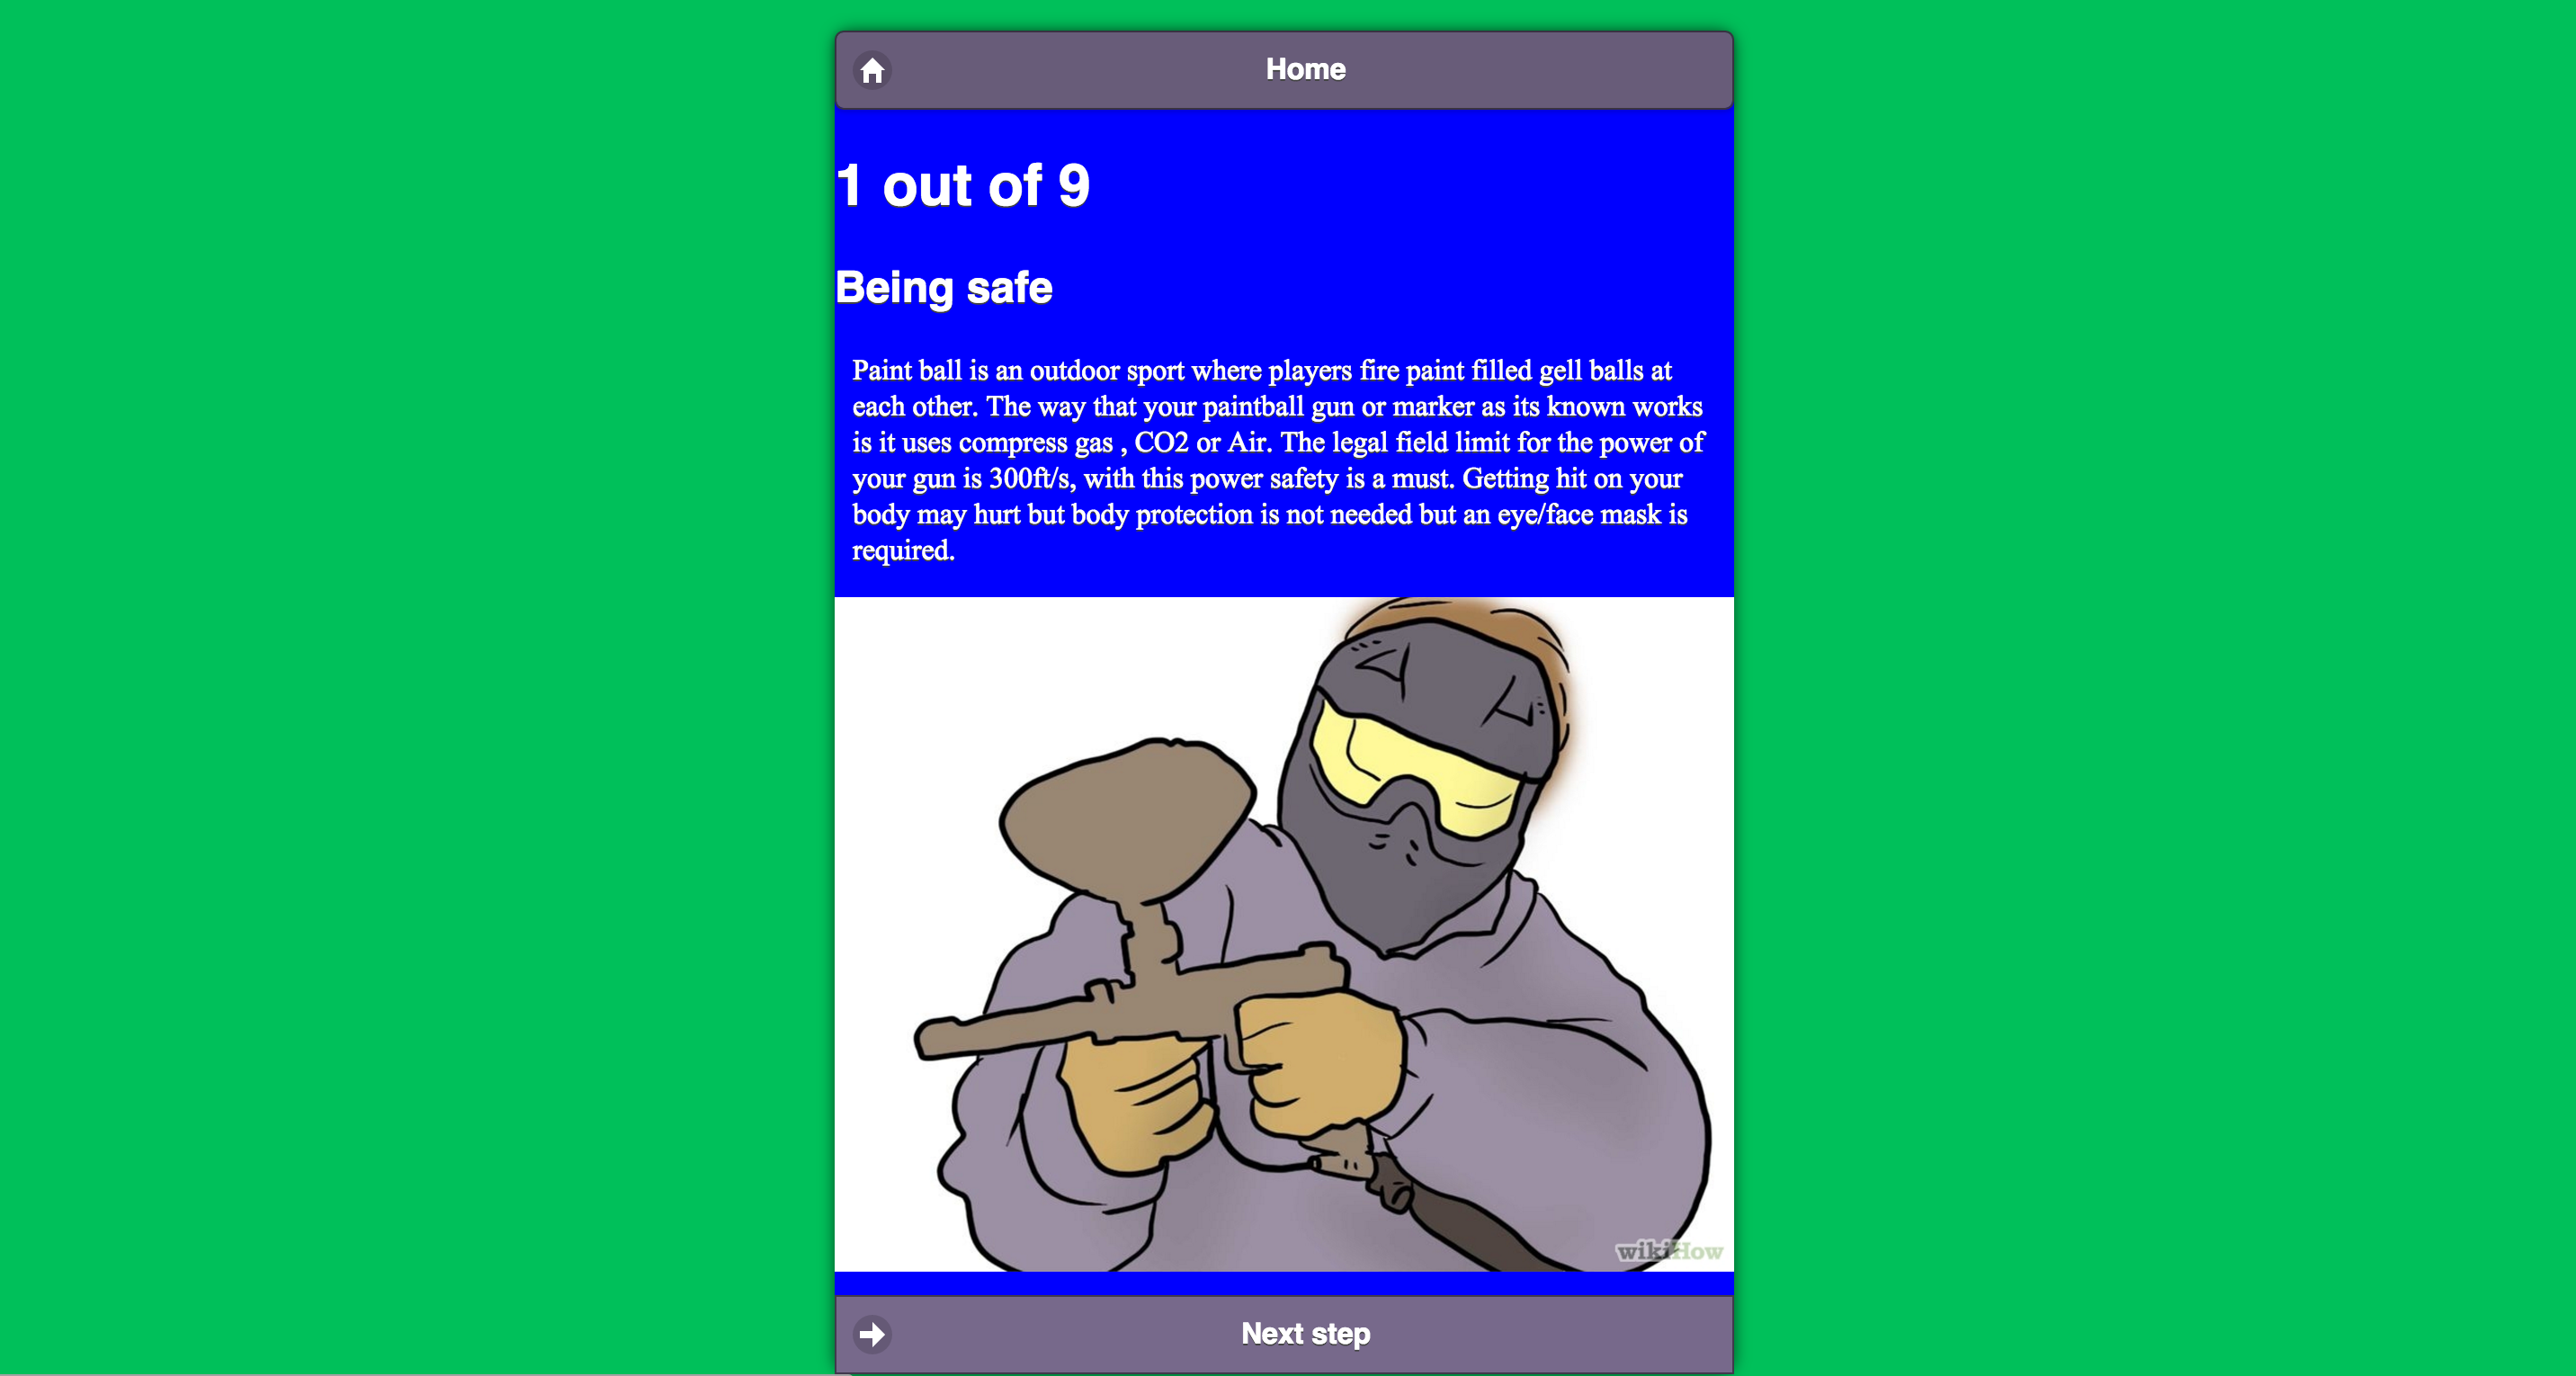 Home
1 out of 9
Being safe
Paint ball is an outdoor sport where players fire paint filled gell balls at
each other. The way that your paintball gun or marker as its known works
is it uses compress gas , CO2 or Air. The legal field limit for the power of
your gun is 300ft/s, with this power safety is a must. Getting hit on your
body may hurt but body protection is not needed but an eye/face mask is
required.
wikiHow
Next step